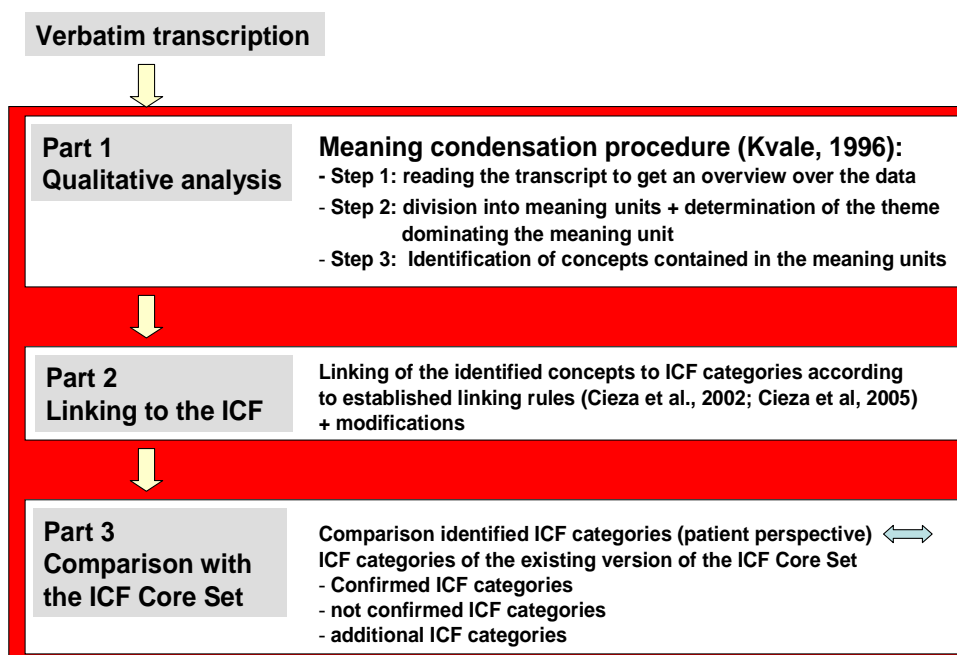 Verbatim transcription
Part 1
Qualitative analysis
Meaning condensation procedure (Kvale, 1996):
- Step 1: reading the transcript to get an overview over the data
- Step 2: division into meaning units + determination of the theme
dominating the meaning unit
- Step 3:  Identification of concepts contained in the meaning units
Part 2
Linking to the ICF
Linking of the identified concepts to ICF categories according
to established linking rules (Cieza et al., 2002; Cieza et al, 2005)
+ modifications
Part 3
Comparison with
the ICF Core Set
Comparison identified ICF categories (patient perspective)
ICF categories of the existing version of the ICF Core Set
- Confirmed ICF categories
- not confirmed ICF categories
- additional ICF categories